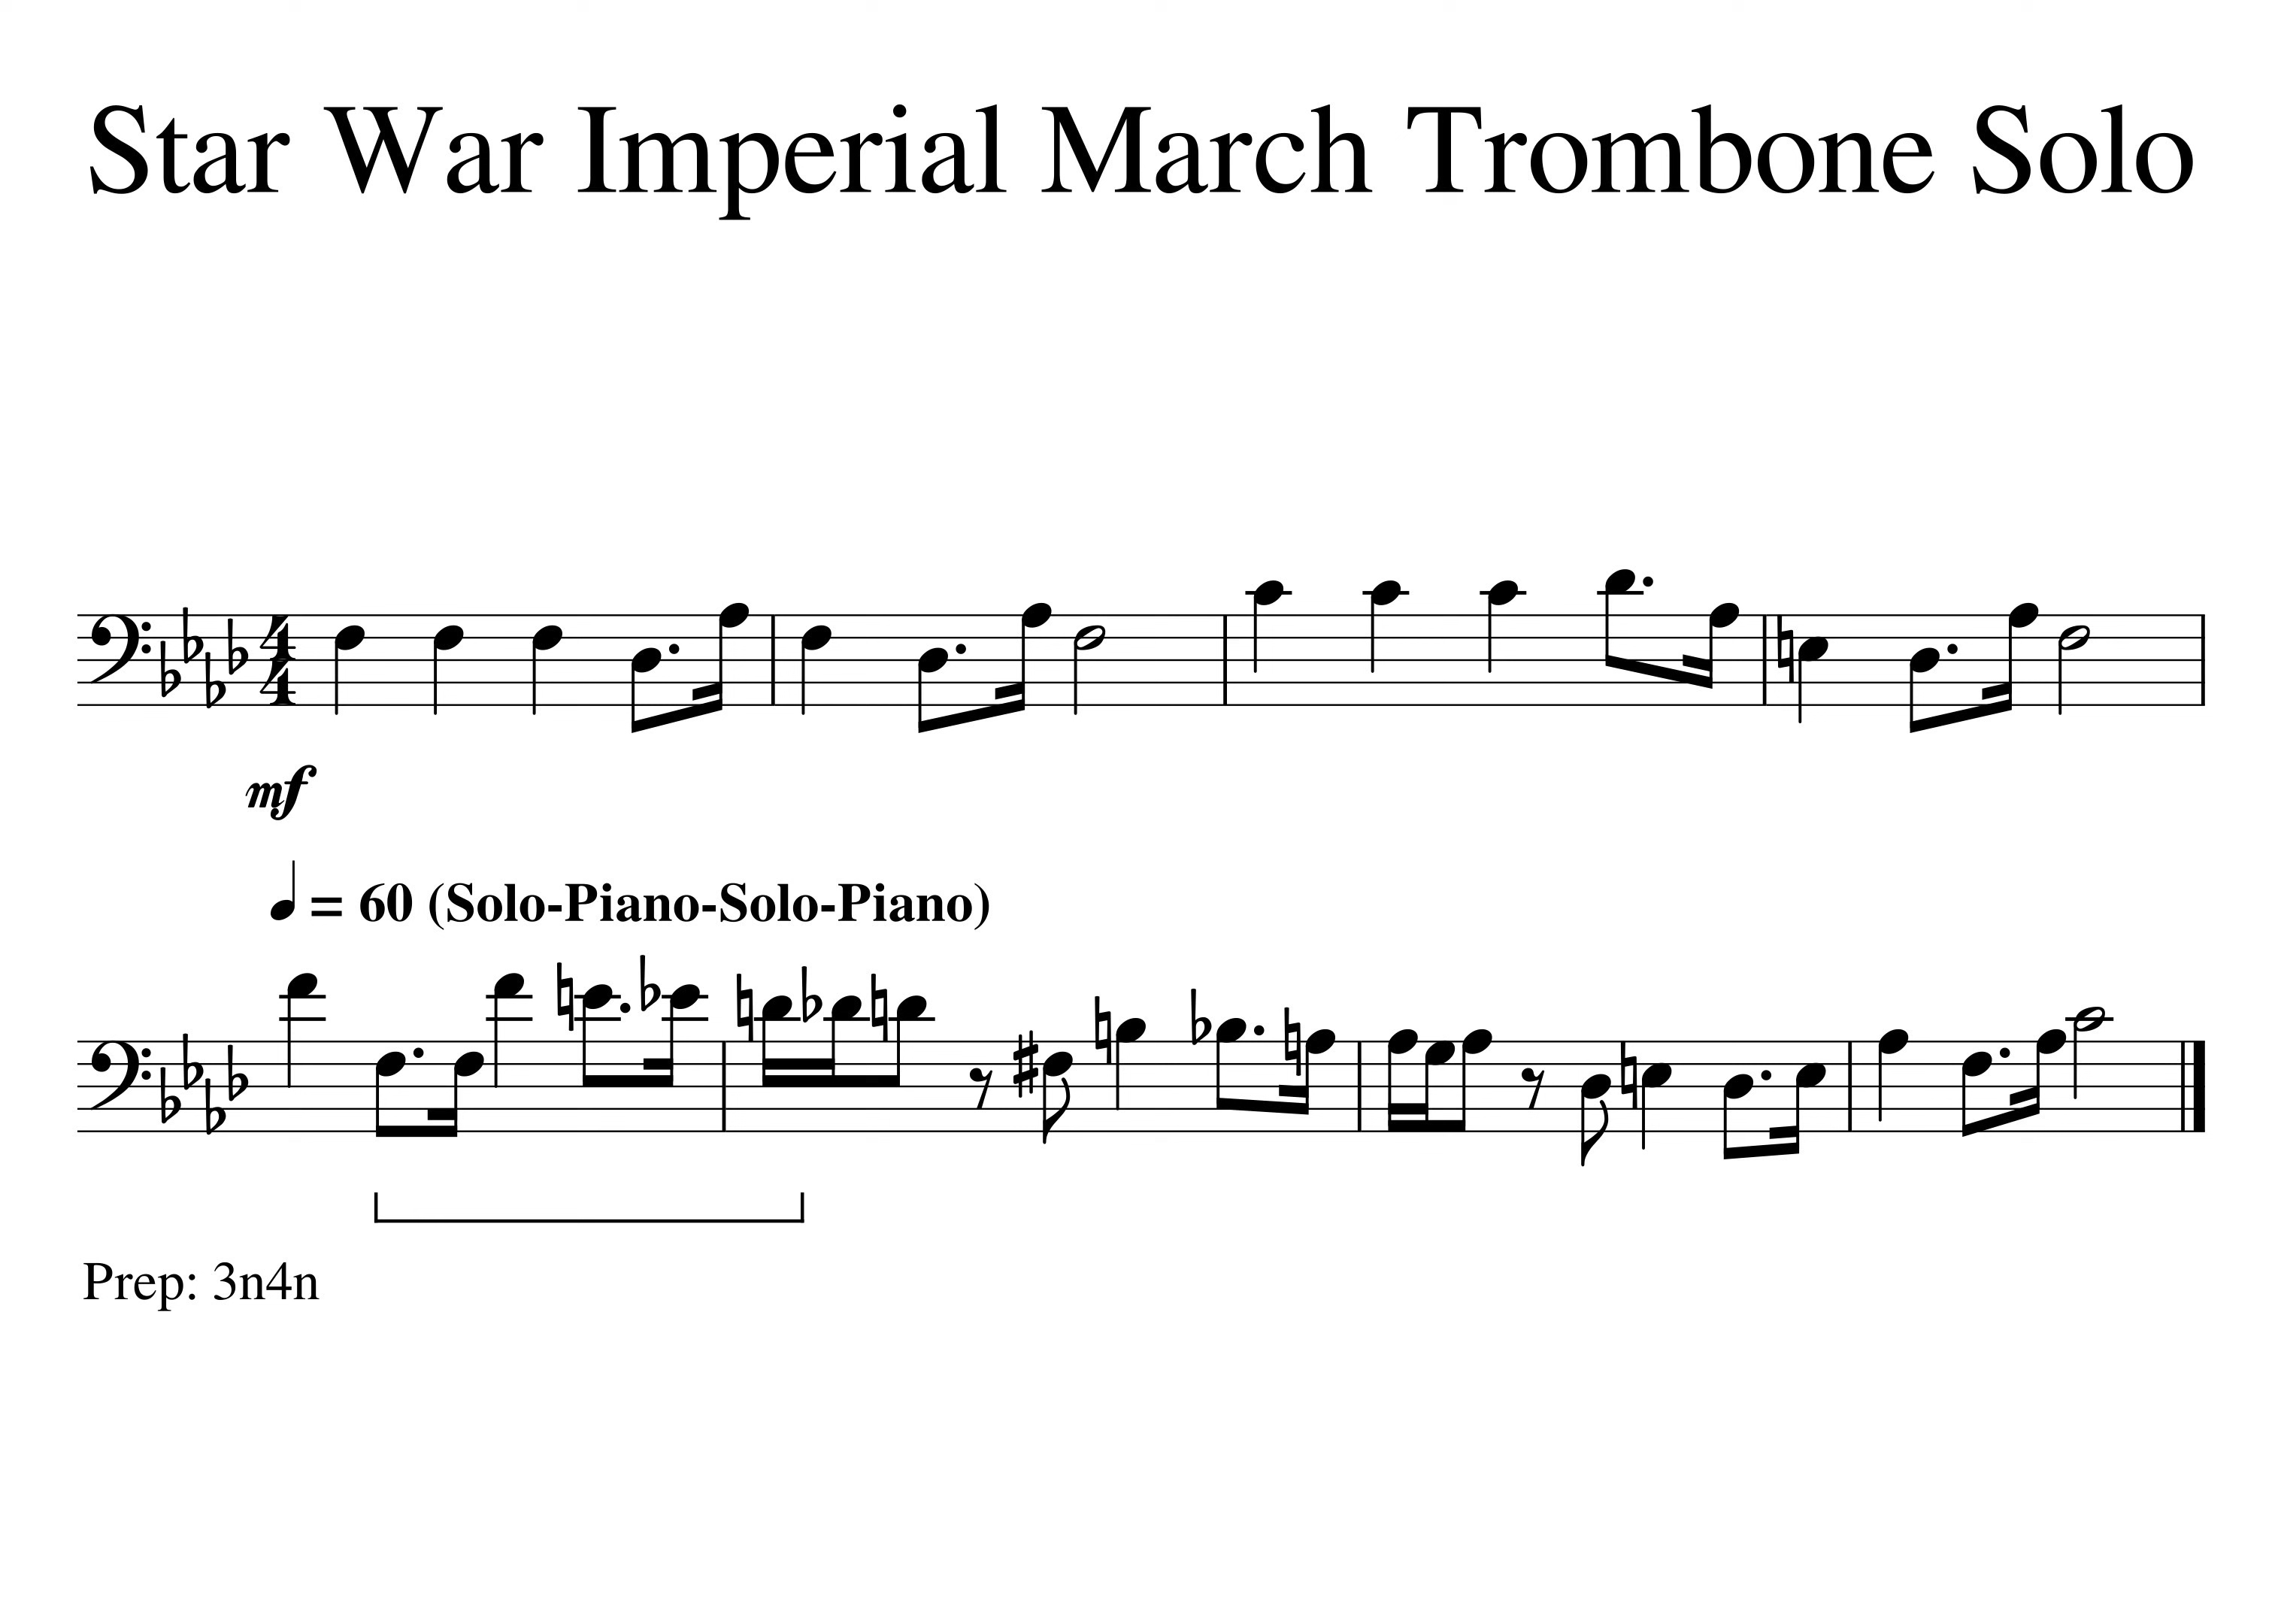 Star War Imperial March Trombone Solo
mf
= 60 (Solo-Piano-Solo-Piano)
Prep: 3n4n